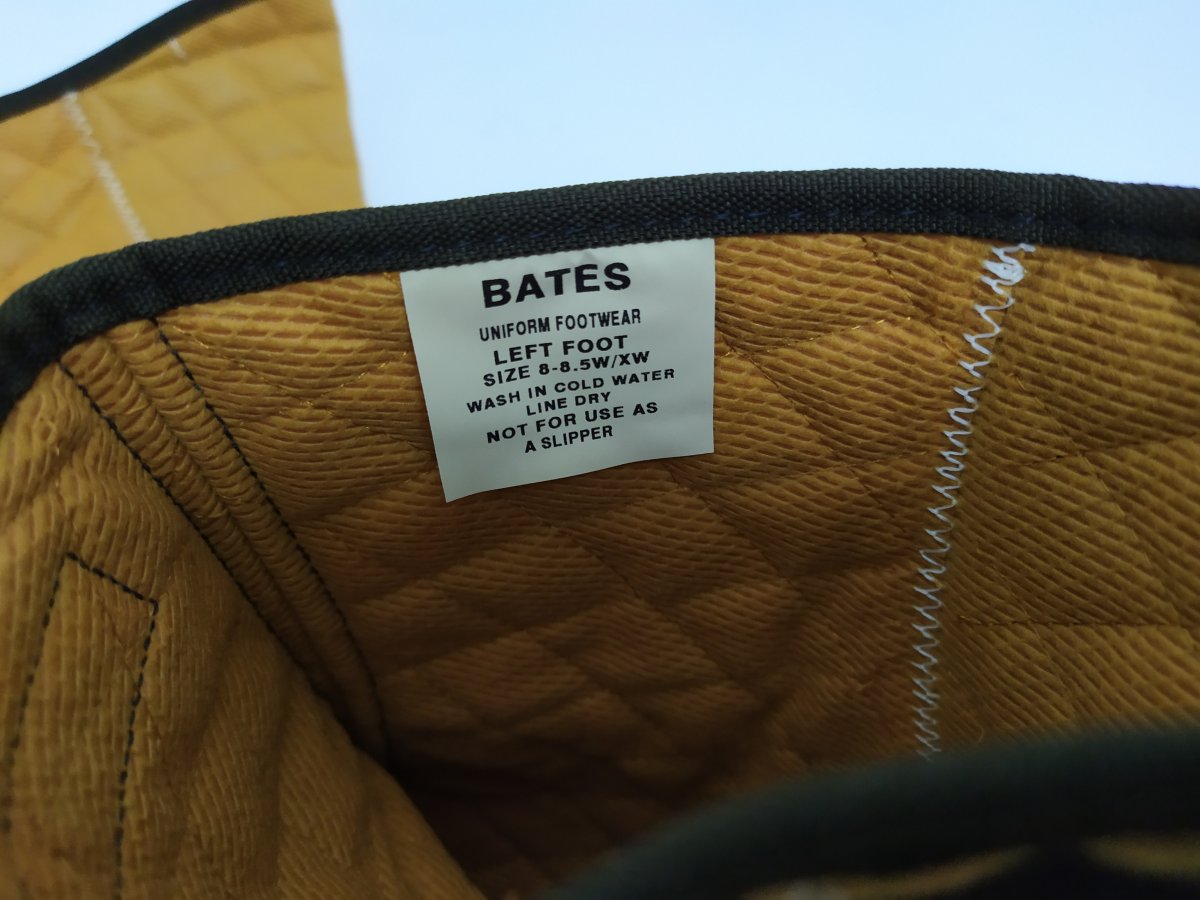 BATES
UNIFORM FOOTWEAR
LEFT FOOT
SIZE 8-8.5W/XW
WASH IN COLD WATER
LINE DRY
NOT FOR USE AS
A SLIPPER